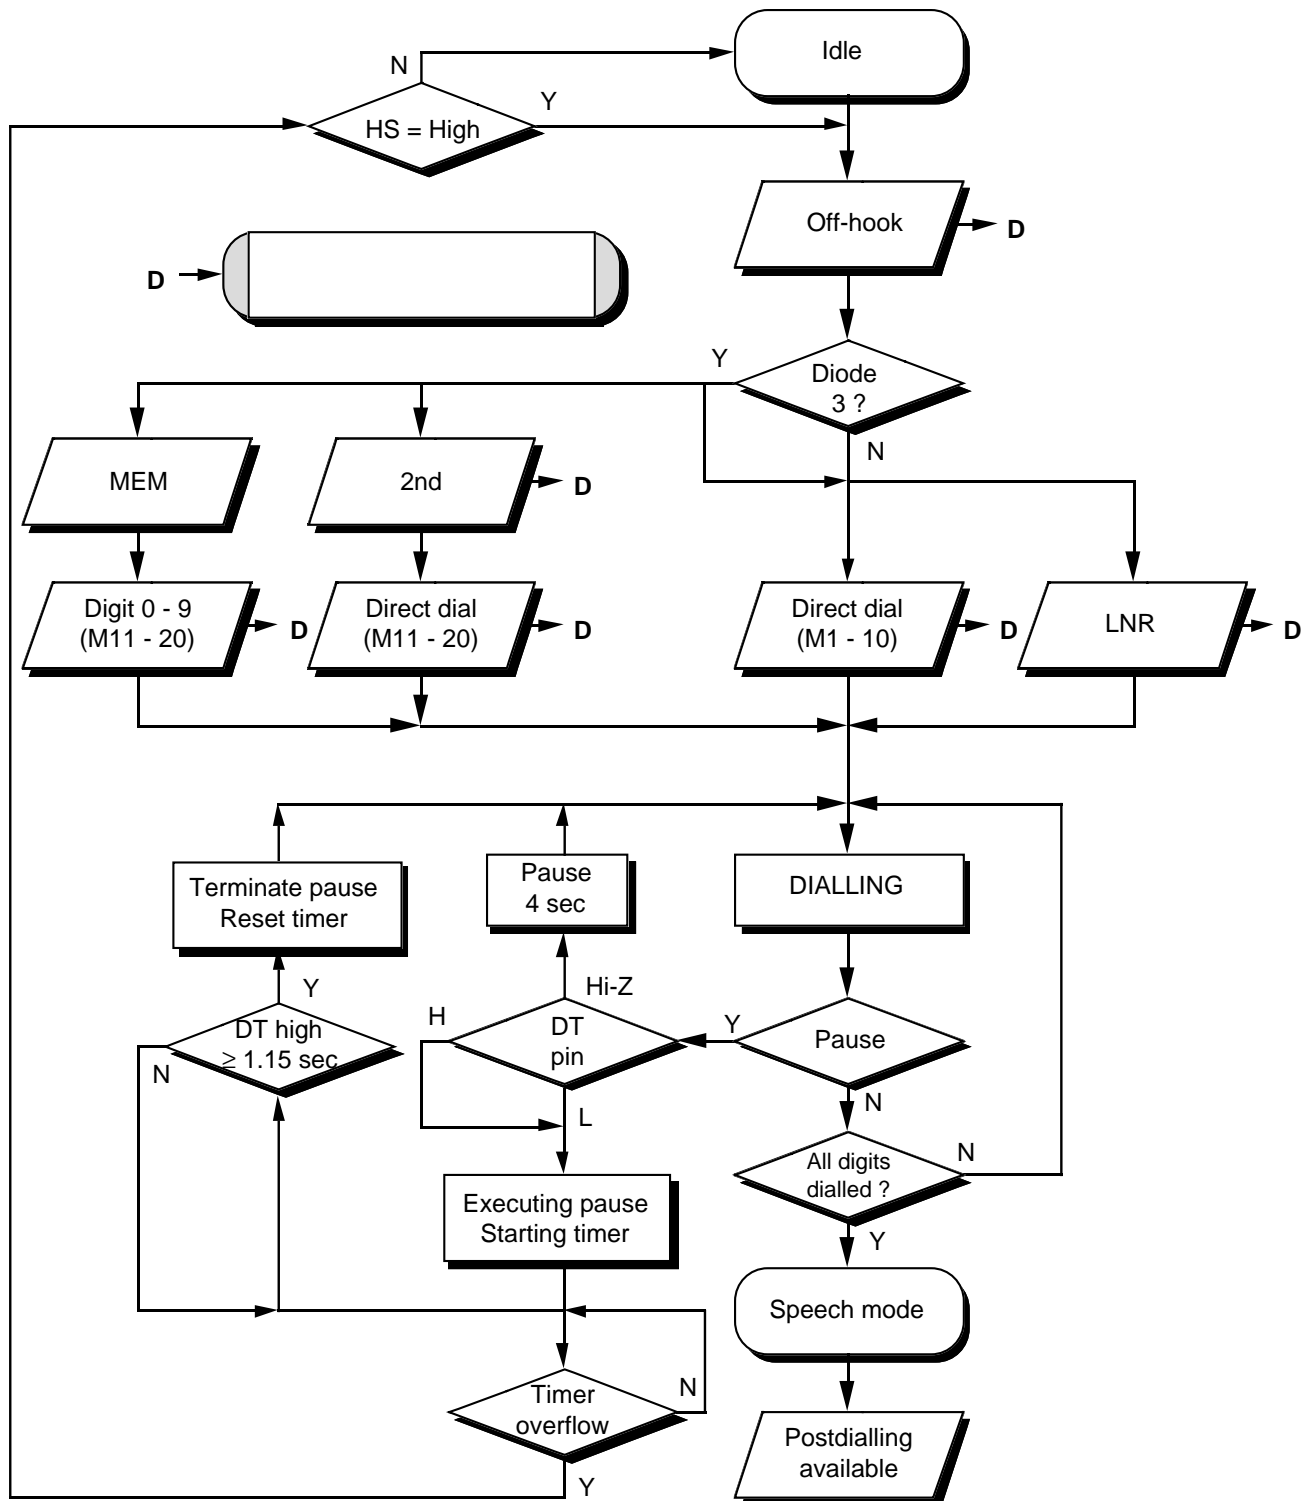 Idle
N
Y
HS = High
Off-hook
D
D
Y
Diode
3 ?
N
MEM
2nd
D
Digit 0 - 9
(M11 - 20)
D
Direct dial
(M11 - 20)
D
Direct dial
(M1 - 10)
D
LNR
D
Terminate pause
Reset timer
Pause
4 sec
DIALLING
Y
Hi-Z
H
DT high
≥ 1.15 sec
N
DT
pin
Y
Pause
L
N
All digits
dialled ?
N
Executing pause
Starting timer
Y
Speech mode
Timer
overflow
N
Y
Postdialling
available